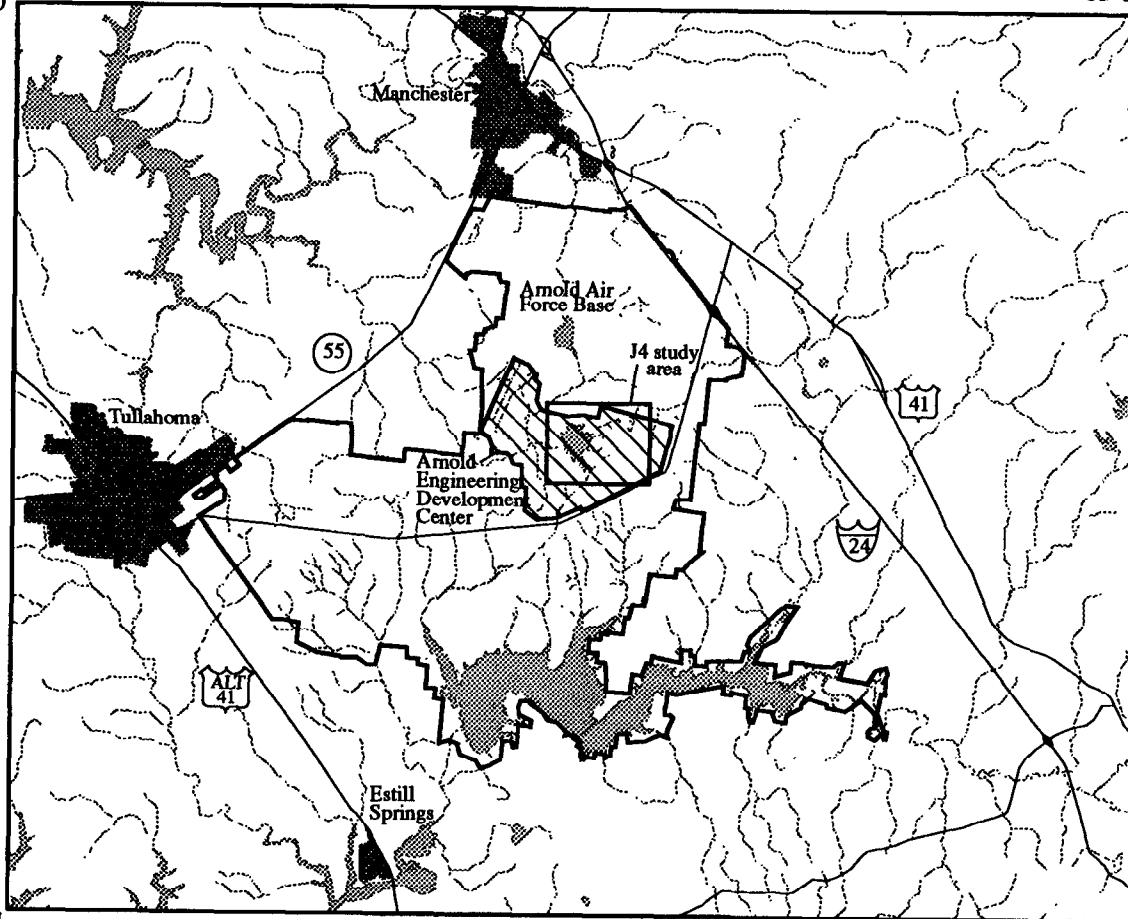 Manchester
Arnold Air
Force Base
55
J4 study
area
41
Tullahoma
Arnold
Engineering
Development
Center
24
ALT
41
Estill
Springs